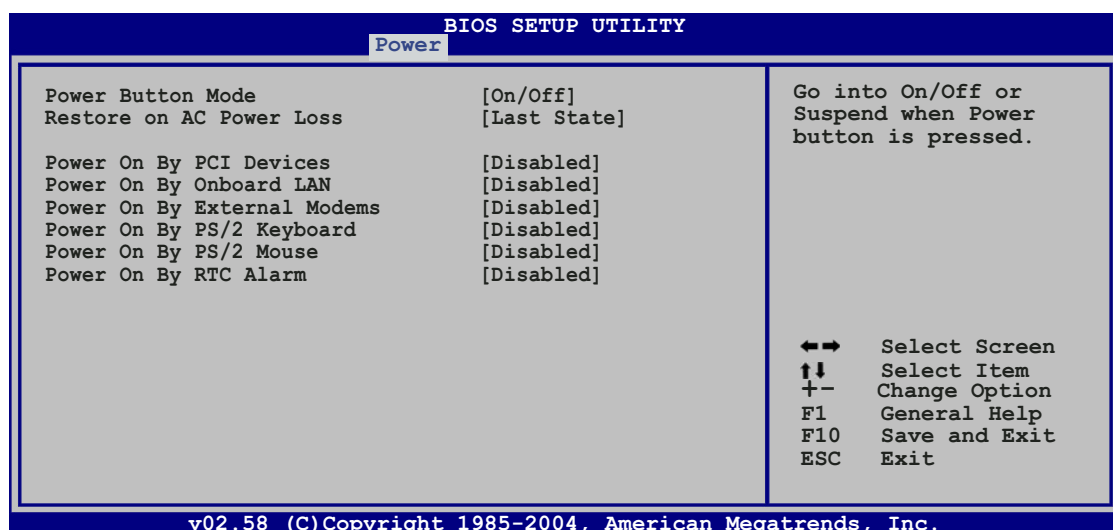 BIOS SETUP UTILITY
Power
Power Button Mode [On/Off]
Restore on AC Power Loss [Last State]
Power On By PCI Devices [Disabled]
Power On By Onboard LAN [Disabled]
Power On By External Modems [Disabled]
Power On By PS/2 Keyboard [Disabled]
Power On By PS/2 Mouse [Disabled]
Power On By RTC Alarm [Disabled]
Go into On/Off or
Suspend when Power
button is pressed.
←→ Select Screen
↑↓ Select Item
+- Change Option
F1 General Help
F10 Save and Exit
ESC Exit
v02.58 (C)Copyright 1985-2004, American Megatrends, Inc.